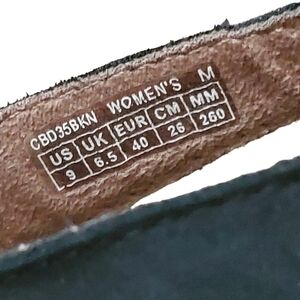 CBD35BKN WOMEN'S M
US UK EUR CM MM
9 6.5 40 26 260